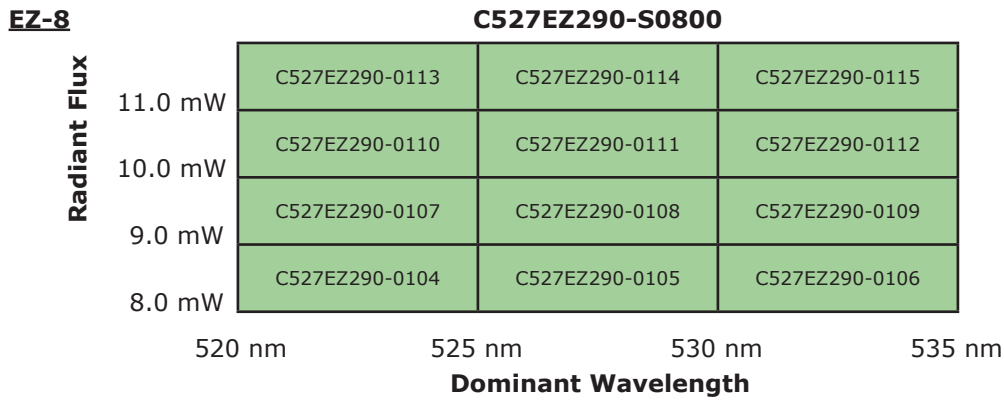 EZ-8
C527EZ290-S0800
Radiant Flux
C527EZ290-0113 C527EZ290-0114 C527EZ290-0115
11.0 mW
C527EZ290-0110 C527EZ290-0111 C527EZ290-0112
10.0 mW
C527EZ290-0107 C527EZ290-0108 C527EZ290-0109
9.0 mW
C527EZ290-0104 C527EZ290-0105 C527EZ290-0106
8.0 mW
520 nm 525 nm 530 nm 535 nm
Dominant Wavelength